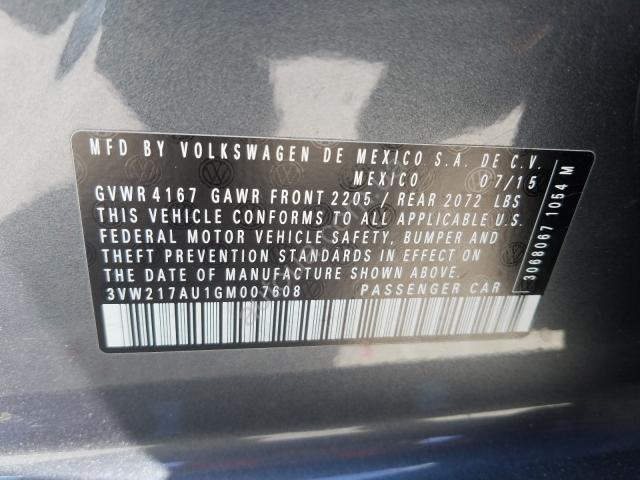 MFD BY VOLKSWAGEN DE MEXICO S.A. DE C.V.
MEXICO 07/15
GVWR 4167 GAWR FRONT 2205 / REAR 2072 LBS
THIS VEHICLE CONFORMS TO ALL APPLICABLE U.S.
FEDERAL MOTOR VEHICLE SAFETY, BUMPER AND
THEFT PREVENTION STANDARDS IN EFFECT ON
THE DATE OF MANUFACTURE SHOWN ABOVE.
3VW217AU1GM007608 PASSENGER CAR
3068067 1064 M